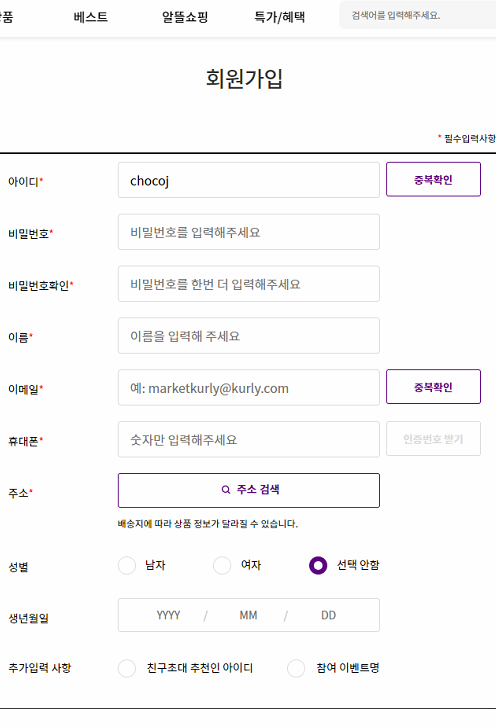 상품 베스트 알뜰쇼핑 특가/혜택 검색어를 입력해주세요.
회원가입
* 필수입력사항
아이디* chocoj 중복확인
비밀번호* 비밀번호를 입력해주세요
비밀번호확인* 비밀번호를 한번 더 입력해주세요
이름* 이름을 입력해 주세요
이메일* 예: marketkurly@kurly.com 중복확인
휴대폰* 숫자만 입력해주세요 인증번호 받기
주소* 주소 검색
배송지에 따라 상품 정보가 달라질 수 있습니다.
성별 남자 여자 선택 안함
생년월일 YYYY / MM / DD
추가입력 사항 친구초대 추천인 아이디 참여 이벤트명